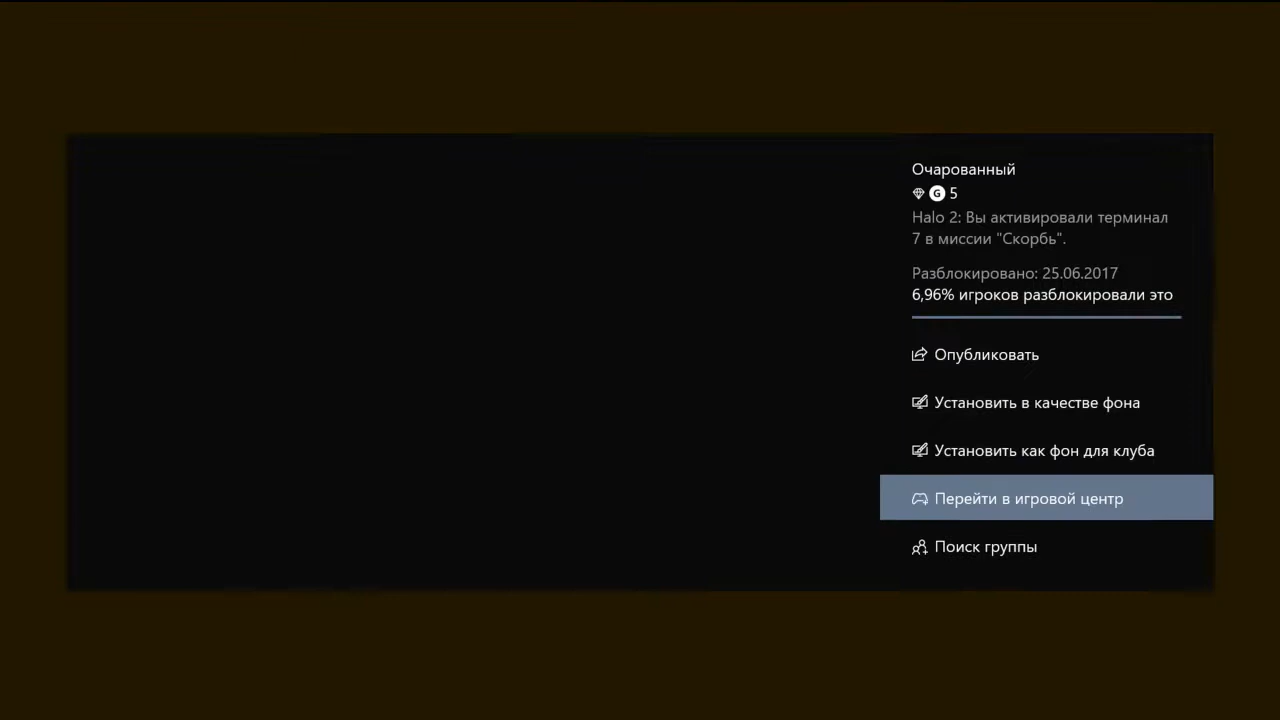 Очарованный
G 5
Halo 2: Вы активировали терминал
7 в миссии "Скорбь".
Разблокировано: 25.06.2017
6,96% игроков разблокировали это
Опубликовать
Установить в качестве фона
Установить как фон для клуба
Перейти в игровой центр
Поиск группы